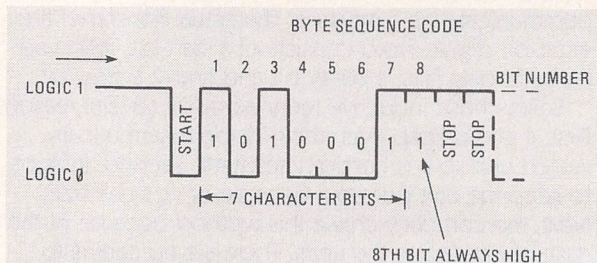 BYTE SEQUENCE CODE
1 2 3 4 5 6 7 8
BIT NUMBER
LOGIC 1
START
1 0 1 0 0 0 1 1
STOP
STOP
LOGIC Ø
7 CHARACTER BITS
8TH BIT ALWAYS HIGH